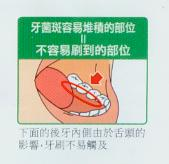 牙菌斑容易堆積的部位
=
不容易刷到的部位
下面的後牙內側由於舌頭的
影響,牙刷不易觸及